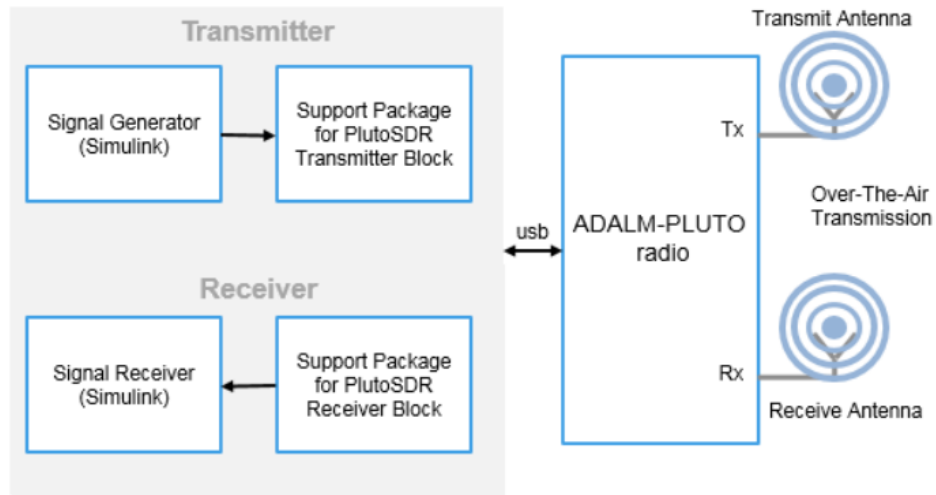 Transmitter
Signal Generator
(Simulink)
Support Package
for PlutoSDR
Transmitter Block
Receiver
Signal Receiver
(Simulink)
Support Package
for PlutoSDR
Receiver Block
usb
ADALM-PLUTO
radio
Transmit Antenna
Tx
Over-The-Air
Transmission
Rx
Receive Antenna